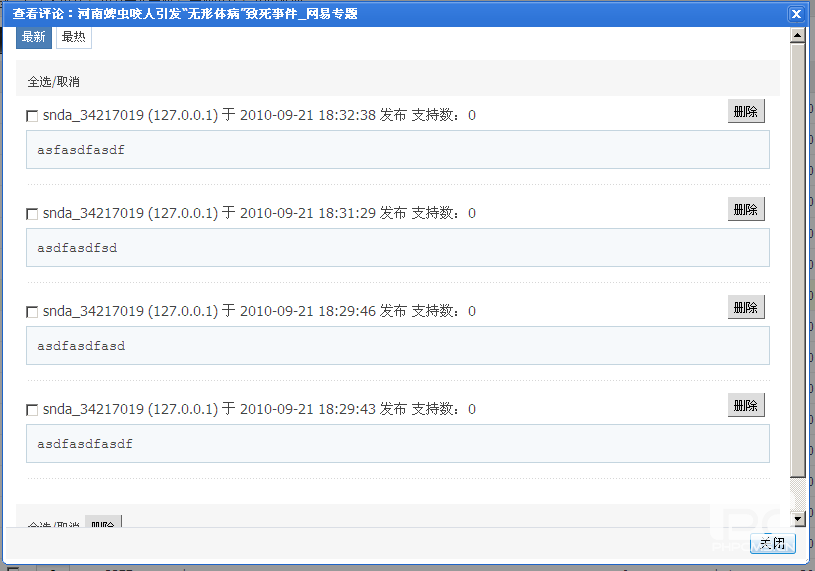 查看评论：河南蜱虫咬人引发“无形体病”致死事件_网易专题
最新 最热
全选/取消
snda_34217019 (127.0.0.1) 于 2010-09-21 18:32:38 发布 支持数：0 删除
asfasdfasdf
snda_34217019 (127.0.0.1) 于 2010-09-21 18:31:29 发布 支持数：0 删除
asdfasdfsd
snda_34217019 (127.0.0.1) 于 2010-09-21 18:29:46 发布 支持数：0 删除
asdfasdfasd
snda_34217019 (127.0.0.1) 于 2010-09-21 18:29:43 发布 支持数：0 删除
asdfasdfasdf
全选/取消 删除
关闭